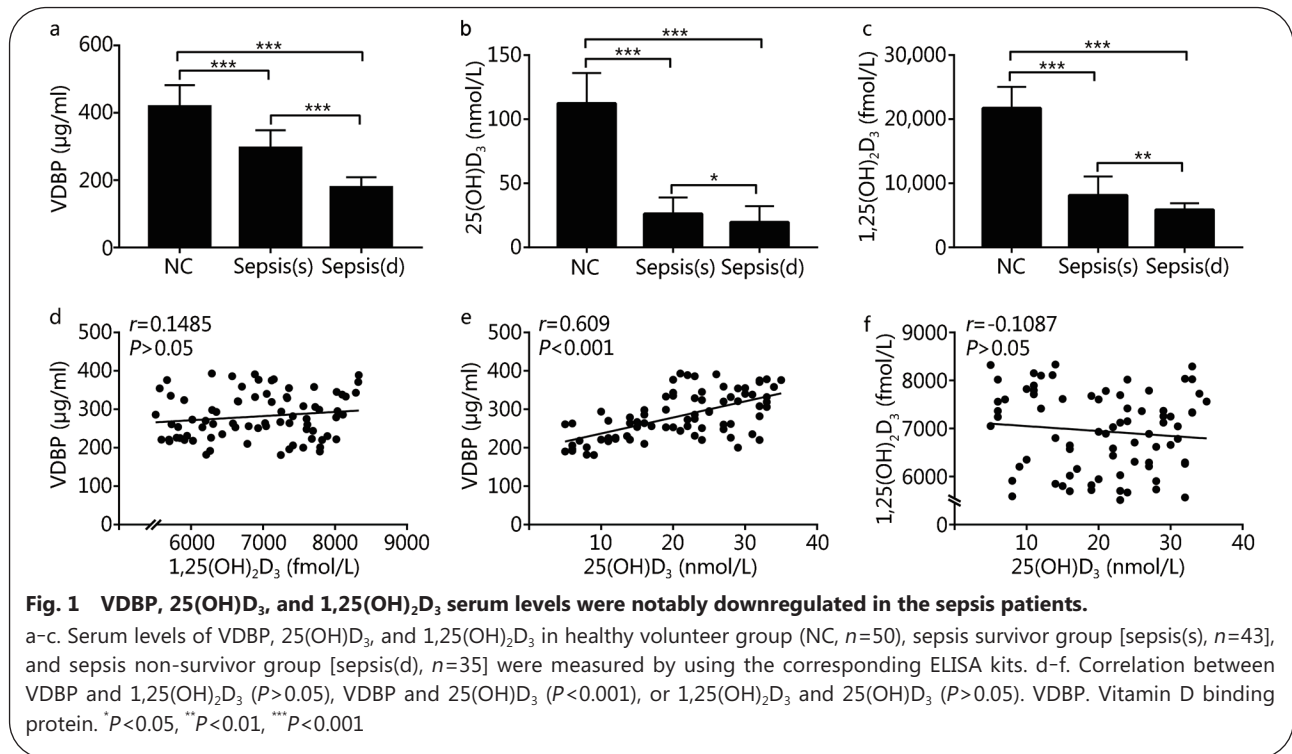 a
600
400
200
0
VDBP (μg/ml)
***
***
***
NC Sepsis(s) Sepsis(d)
b
150
100
50
0
25(OH)D₃ (nmol/L)
***
***
*
NC Sepsis(s) Sepsis(d)
c
30,000
20,000
10,000
0
1,25(OH)₂D₃ (fmol/L)
***
***
**
NC Sepsis(s) Sepsis(d)
d
r=0.1485
P>0.05
500
400
300
200
100
0
VDBP (μg/ml)
6000 7000 8000 9000
1,25(OH)₂D₃ (fmol/L)
e
r=0.609
P<0.001
500
400
300
200
100
0
VDBP (μg/ml)
10 20 30 40
25(OH)D₃ (nmol/L)
f
r=-0.1087
P>0.05
9000
8000
7000
6000
0
1,25(OH)₂D₃ (fmol/L)
0 10 20 30 40
25(OH)D₃ (nmol/L)
Fig. 1 VDBP, 25(OH)D₃, and 1,25(OH)₂D₃ serum levels were notably downregulated in the sepsis patients.
a–c. Serum levels of VDBP, 25(OH)D₃, and 1,25(OH)₂D₃ in healthy volunteer group (NC, n=50), sepsis survivor group [sepsis(s), n=43],
and sepsis non-survivor group [sepsis(d), n=35] were measured by using the corresponding ELISA kits. d–f. Correlation between
VDBP and 1,25(OH)₂D₃ (P>0.05), VDBP and 25(OH)D₃ (P<0.001), or 1,25(OH)₂D₃ and 25(OH)D₃ (P>0.05). VDBP. Vitamin D binding
protein. *P<0.05, **P<0.01, ***P<0.001